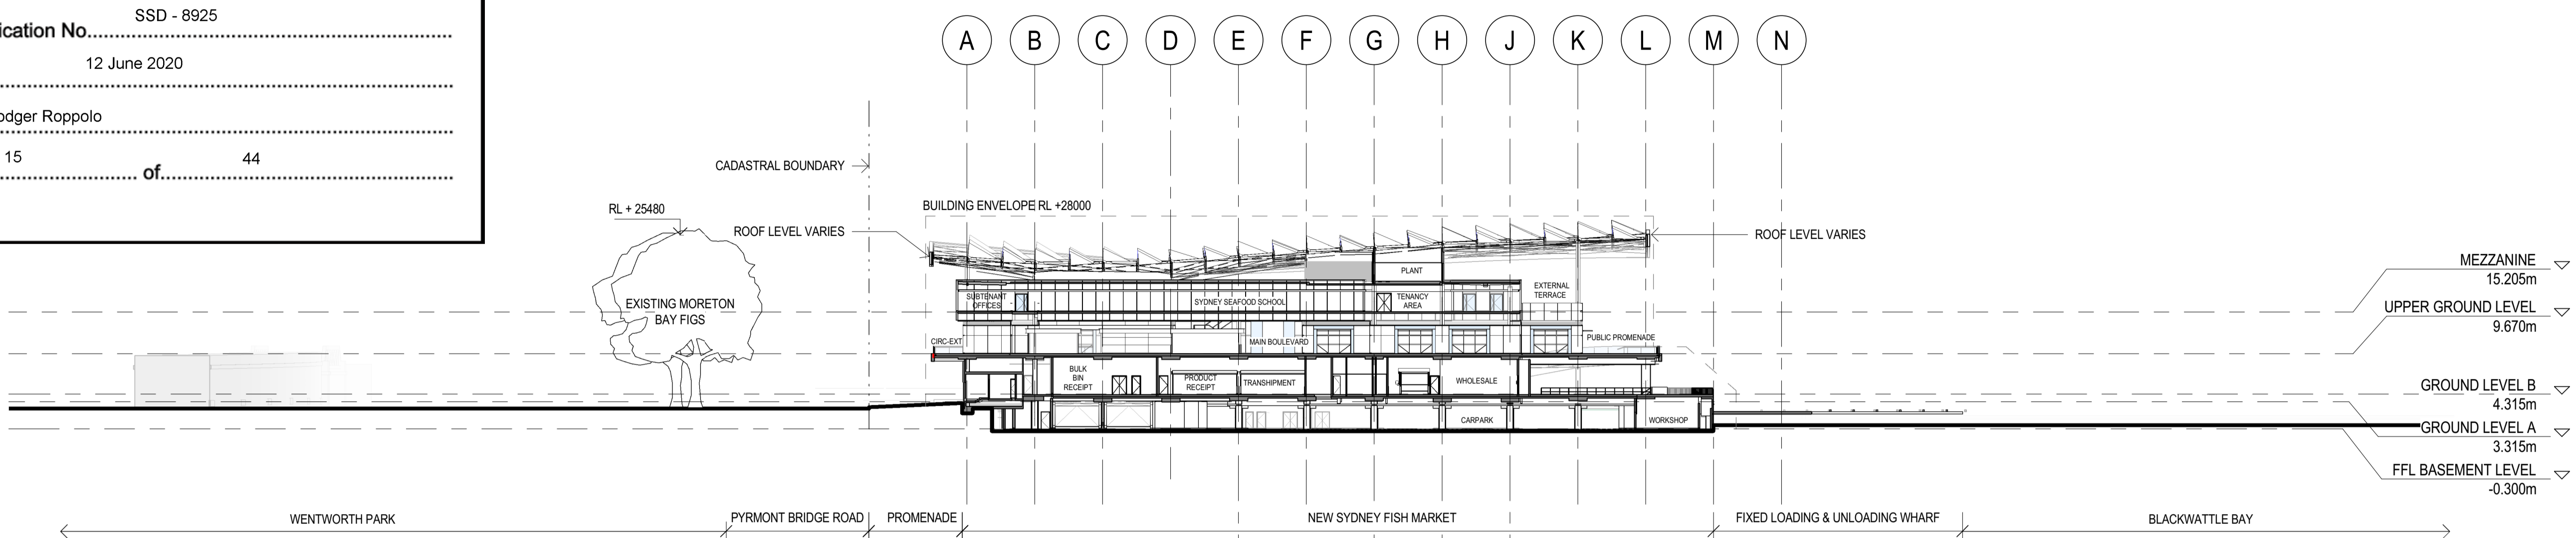 SSD - 8925
ication No.
12 June 2020
odger Roppolo
15 of 44
A B C D E F G H J K L M N
CADASTRAL BOUNDARY
RL + 25480
BUILDING ENVELOPE RL +28000
ROOF LEVEL VARIES
ROOF LEVEL VARIES
EXISTING MORETON
BAY FIGS
PLANT
SUBTENANT
OFFICES
SYDNEY SEAFOOD SCHOOL
TENANCY
AREA
EXTERNAL
TERRACE
CIRC-EXT
MAIN BOULEVARD
PUBLIC PROMENADE
BULK
BIN
RECEIPT
PRODUCT
RECEIPT
TRANSHIPMENT
WHOLESALE
CARPARK
WORKSHOP
MEZZANINE
15.205m
UPPER GROUND LEVEL
9.670m
GROUND LEVEL B
4.315m
GROUND LEVEL A
3.315m
FFL BASEMENT LEVEL
-0.300m
WENTWORTH PARK
PYRMONT BRIDGE ROAD
PROMENADE
NEW SYDNEY FISH MARKET
FIXED LOADING & UNLOADING WHARF
BLACKWATTLE BAY